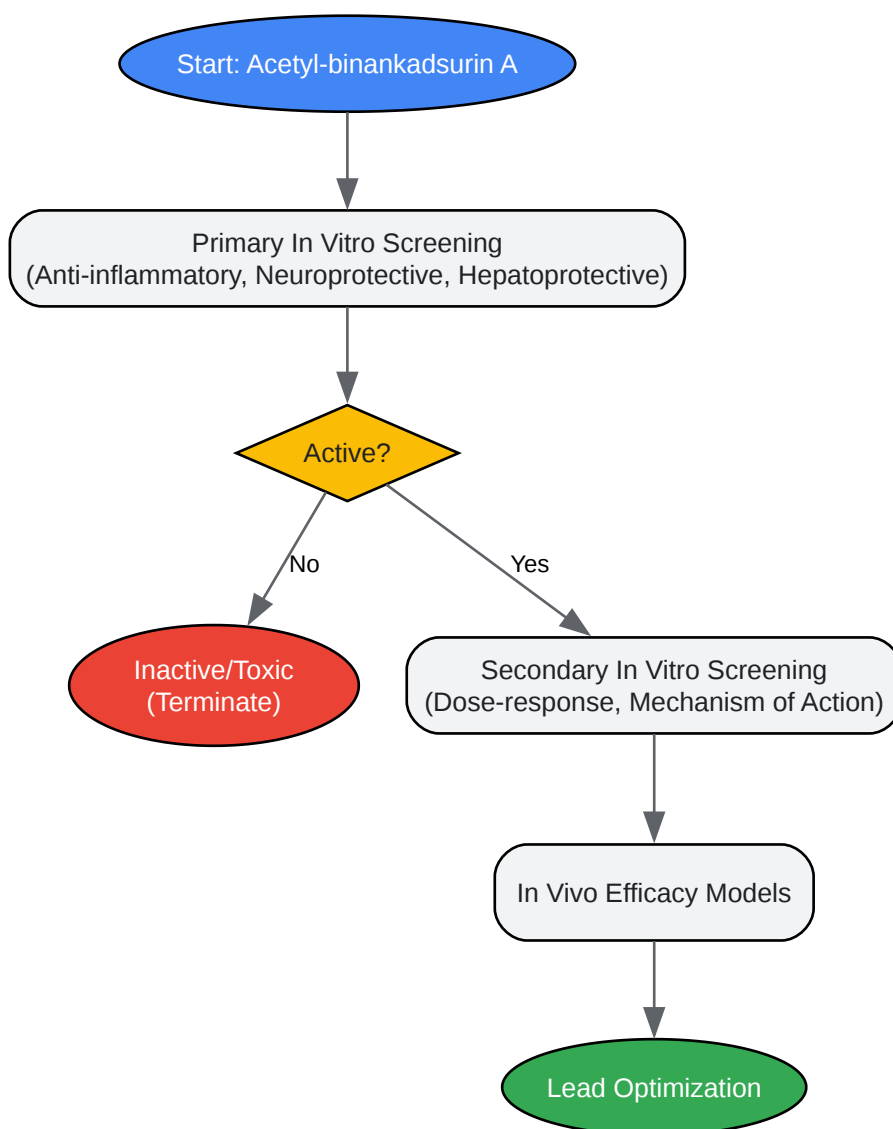 Start: Acetyl-binankadsurin A
Primary In Vitro Screening
(Anti-inflammatory, Neuroprotective, Hepatoprotective)
Active?
No
Yes
Inactive/Toxic
(Terminate)
Secondary In Vitro Screening
(Dose-response, Mechanism of Action)
In Vivo Efficacy Models
Lead Optimization